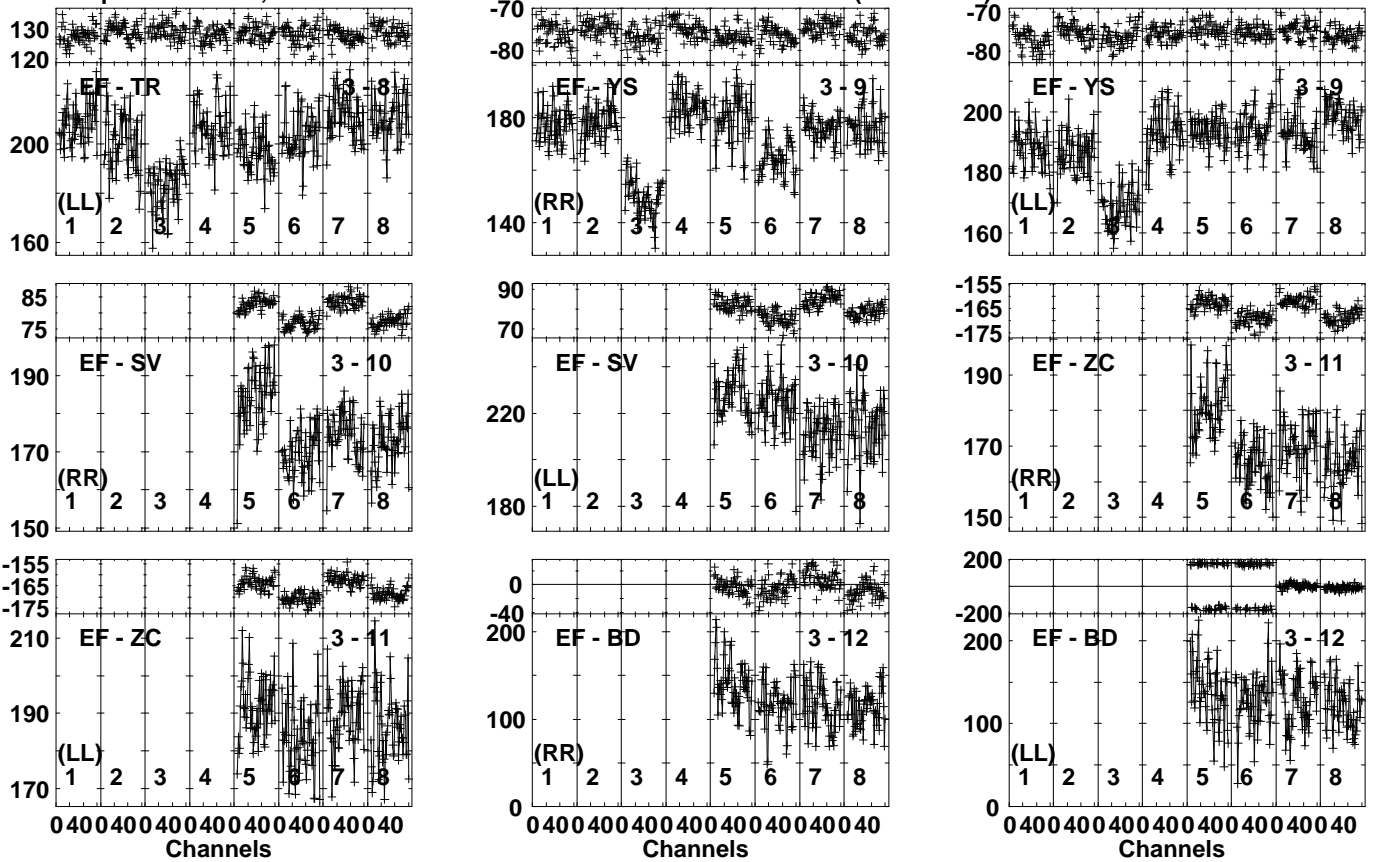 130
120
EF - TR 3 - 8
200
(LL)
1 2 3 4 5 6 7 8
160
-70
-80
EF - YS 3 - 9
180
(RR)
140
1 2 3 4 5 6 7 8
-70
-80
EF - YS 3 - 9
200
180
(LL)
160
1 2 3 4 5 6 7 8
85
75
EF - SV 3 - 10
190
170
(RR)
1 2 3 4 5 6 7 8
150
90
70
EF - SV 3 - 10
220
(LL)
180
1 2 3 4 5 6 7 8
-155
-165
-175
EF - ZC 3 - 11
190
170
(RR)
1 2 3 4 5 6 7 8
150
-155
-165
-175
EF - ZC 3 - 11
210
190
(LL)
1 2 3 4 5 6 7 8
170
0 40 0 40 0 40 0 40 0 40 0 40 0 40 0 40
Channels
0
-40
EF - BD 3 - 12
200
100
(RR)
1 2 3 4 5 6 7 8
0
0 40 0 40 0 40 0 40 0 40 0 40 0 40 0 40
Channels
200
-200
EF - BD 3 - 12
200
100
(LL)
1 2 3 4 5 6 7 8
0
0 40 0 40 0 40 0 40 0 40 0 40 0 40 0 40
Channels